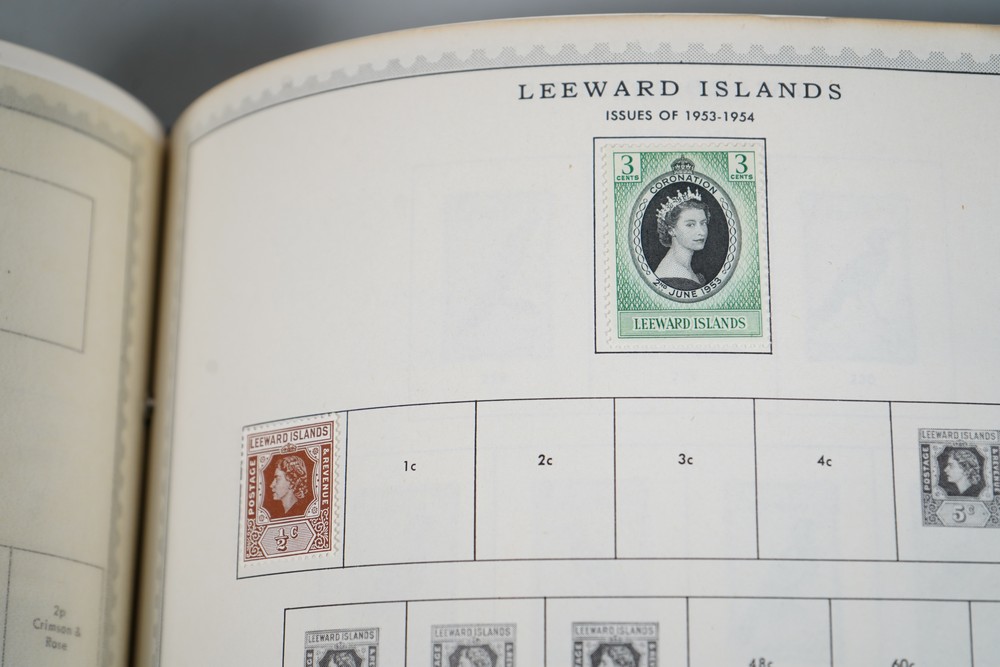 LEEWARD ISLANDS
ISSUES OF 1953-1954
3 3
CENTS CENTS
CORONATION
2ND JUNE 1953
LEEWARD ISLANDS
LEEWARD ISLANDS
POSTAGE & REVENUE
½ C
1c
2c
3c
4c
LEEWARD ISLANDS
POSTAGE & REVENUE
5c
2p
Crimson &
Rose
LEEWARD ISLANDS
LEEWARD ISLANDS
LEEWARD ISLANDS
48c
60c